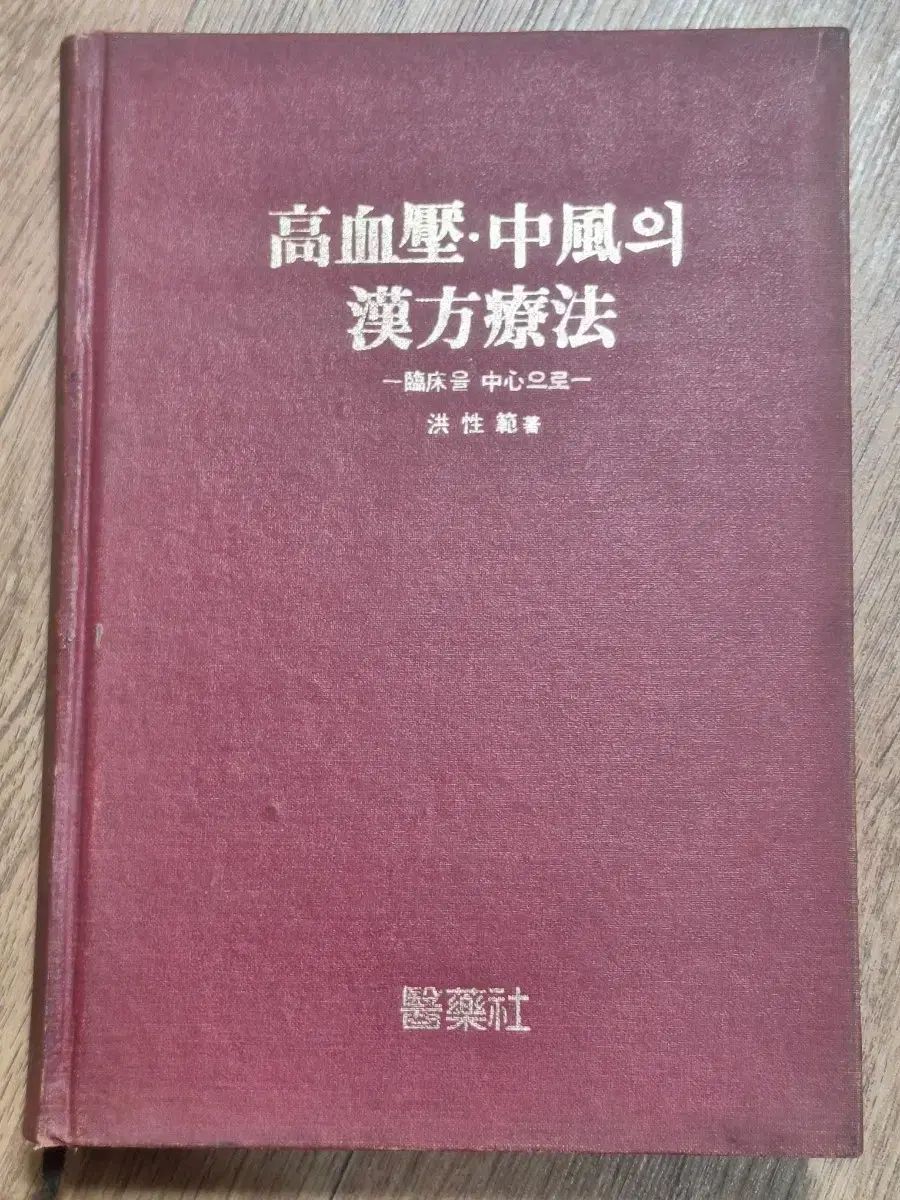 高血壓·中風의
漢方療法
—臨床을 中心으로—
洪性範著
醫藥社